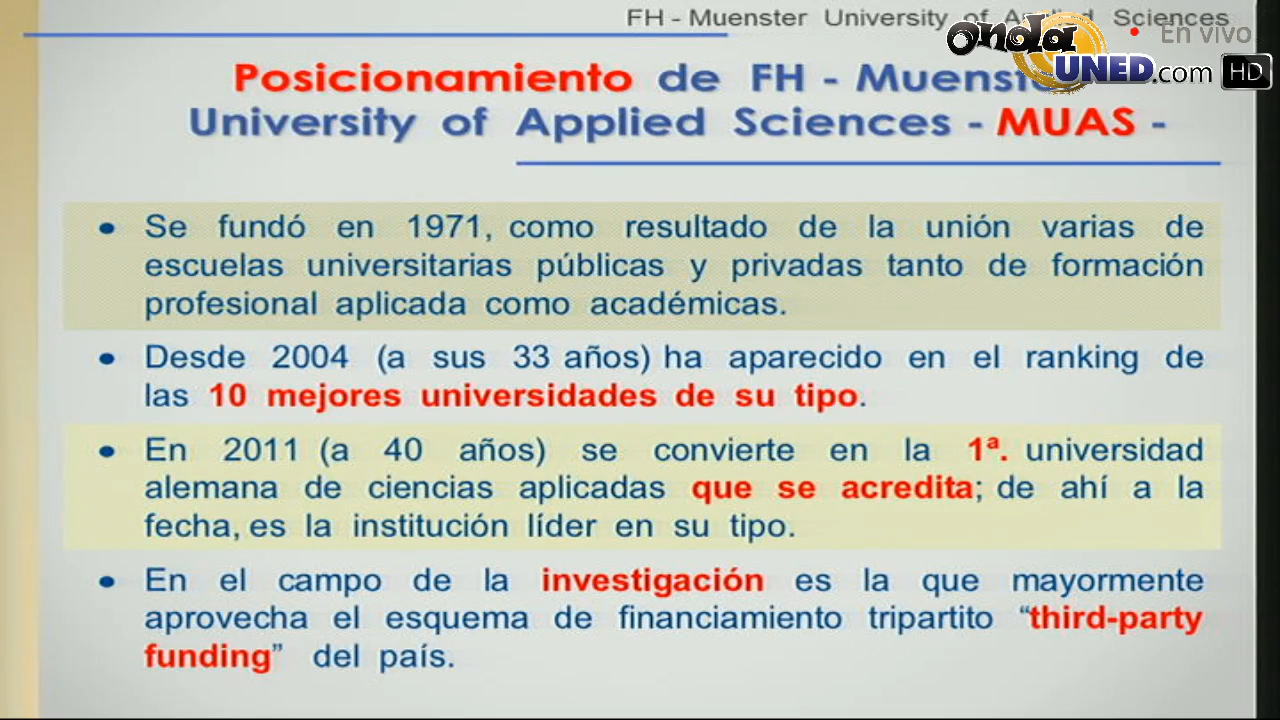 FH - Muenster University of Applied Sciences
onda
UNED.com
• En vivo
HD
Posicionamiento de FH - Muenster
University of Applied Sciences - MUAS -
• Se fundó en 1971, como resultado de la unión varias de
escuelas universitarias públicas y privadas tanto de formación
profesional aplicada como académicas.
• Desde 2004 (a sus 33 años) ha aparecido en el ranking de
las 10 mejores universidades de su tipo.
• En 2011 (a 40 años) se convierte en la 1ª. universidad
alemana de ciencias aplicadas que se acredita; de ahí a la
fecha, es la institución líder en su tipo.
• En el campo de la investigación es la que mayormente
aprovecha el esquema de financiamiento tripartito “third-party
funding” del país.